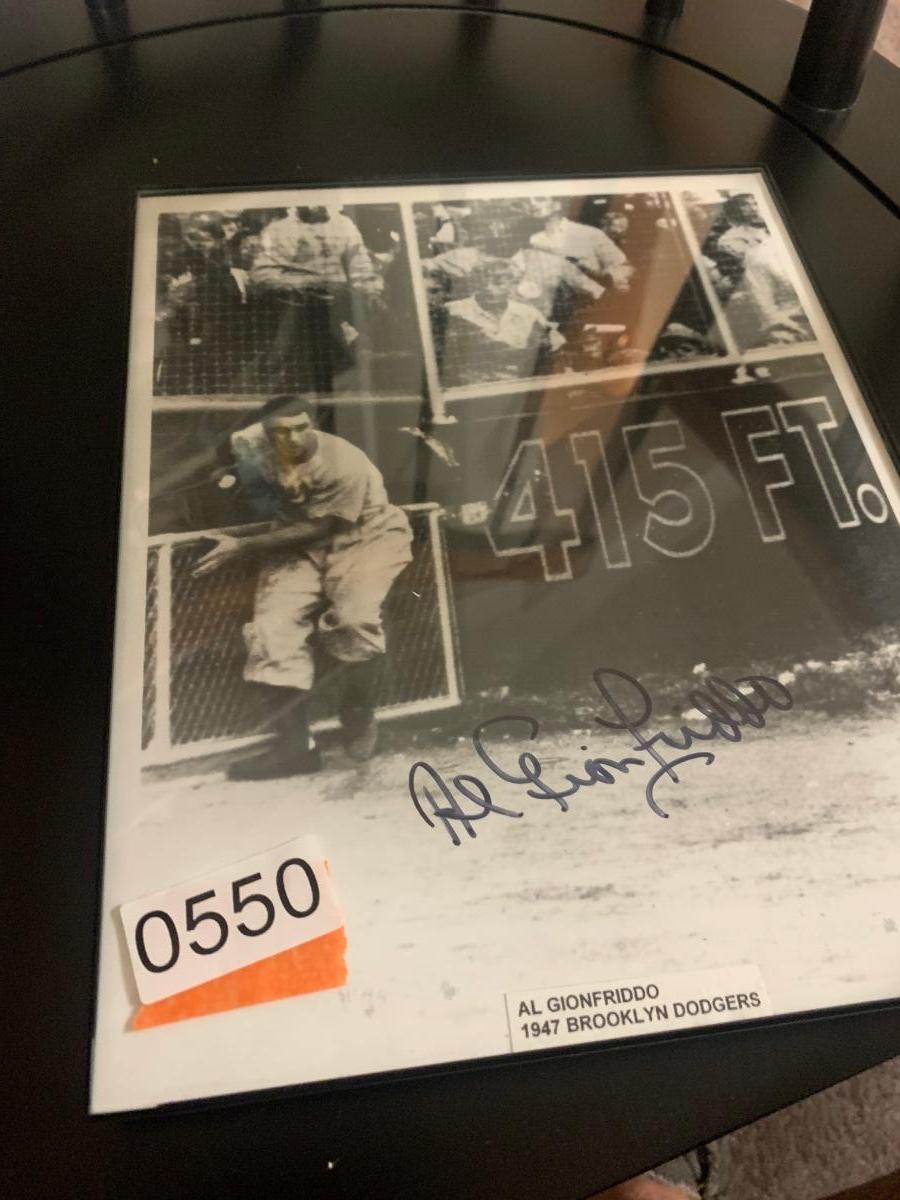 415 FT.
Al Gionfriddo
0550
AL GIONFRIDDO
1947 BROOKLYN DODGERS